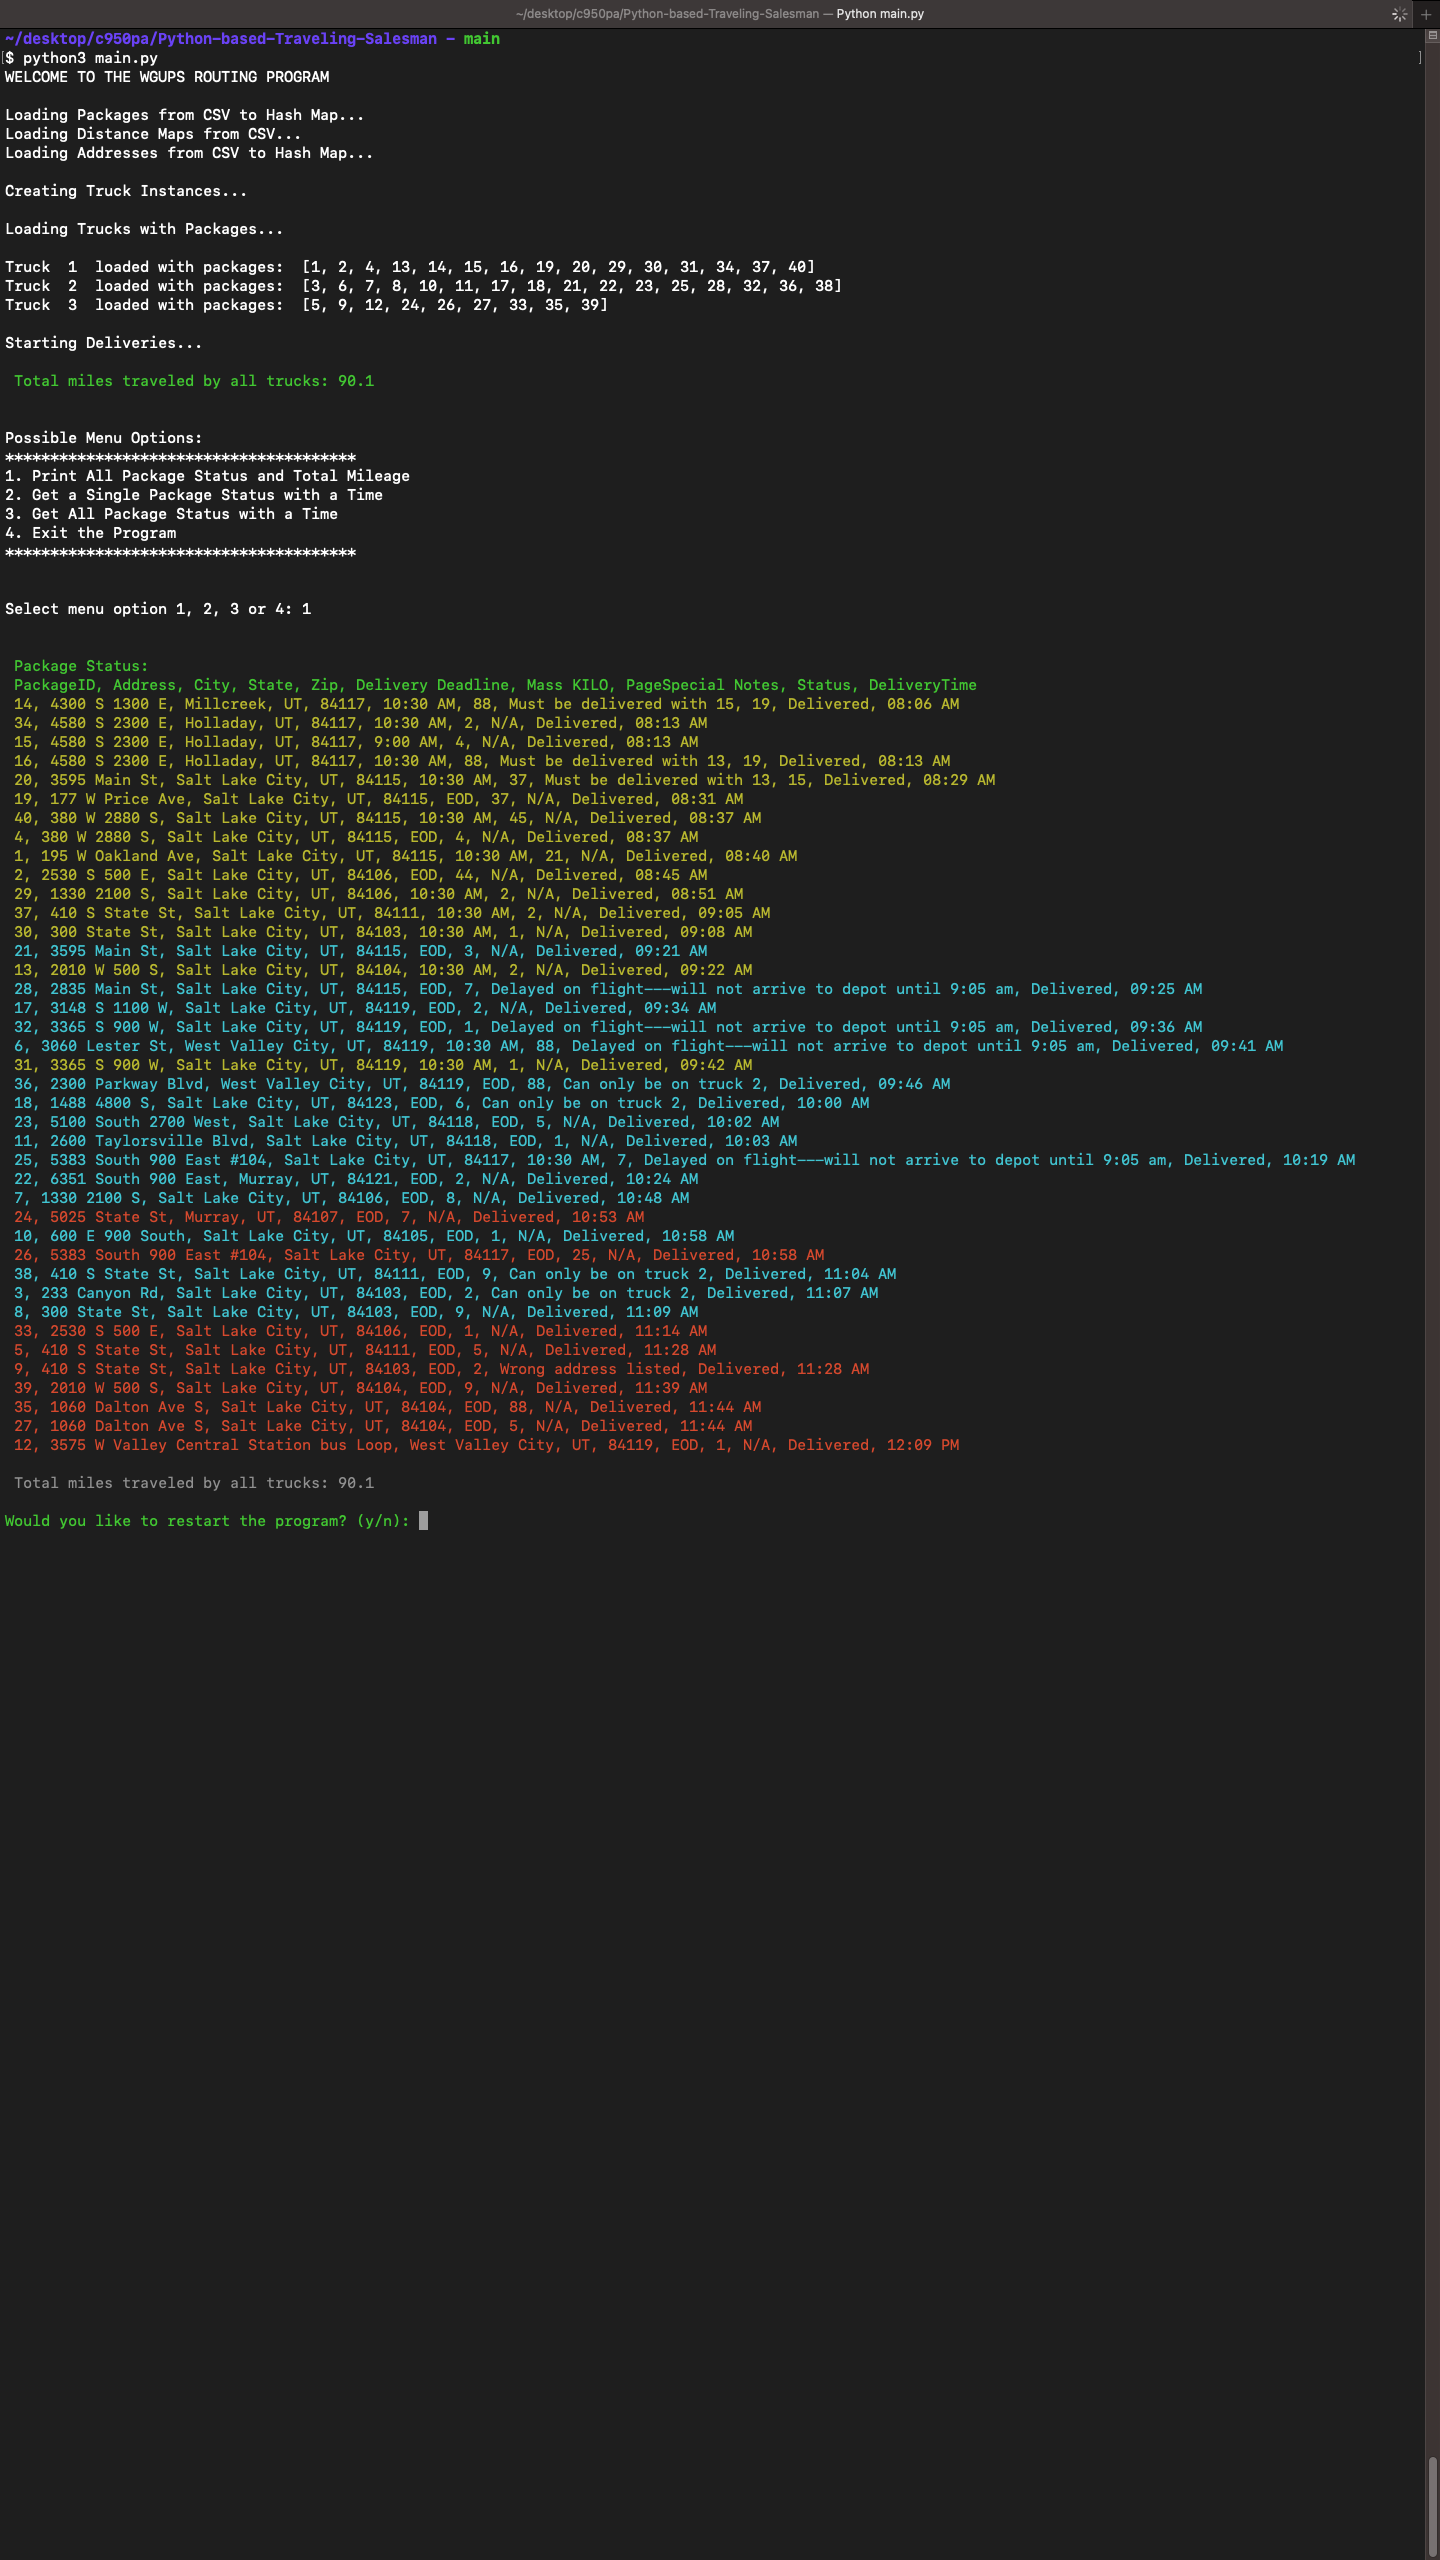 ~/desktop/c950pa/Python-based-Traveling-Salesman — Python main.py
~/desktop/c950pa/Python-based-Traveling-Salesman - main
[$ python3 main.py ]
WELCOME TO THE WGUPS ROUTING PROGRAM
Loading Packages from CSV to Hash Map...
Loading Distance Maps from CSV...
Loading Addresses from CSV to Hash Map...
Creating Truck Instances...
Loading Trucks with Packages...
Truck  1  loaded with packages:  [1, 2, 4, 13, 14, 15, 16, 19, 20, 29, 30, 31, 34, 37, 40]
Truck  2  loaded with packages:  [3, 6, 7, 8, 10, 11, 17, 18, 21, 22, 23, 25, 28, 32, 36, 38]
Truck  3  loaded with packages:  [5, 9, 12, 24, 26, 27, 33, 35, 39]
Starting Deliveries...
Total miles traveled by all trucks: 90.1
Possible Menu Options:
***************************************
1. Print All Package Status and Total Mileage
2. Get a Single Package Status with a Time
3. Get All Package Status with a Time
4. Exit the Program
***************************************
Select menu option 1, 2, 3 or 4: 1
Package Status:
PackageID, Address, City, State, Zip, Delivery Deadline, Mass KILO, PageSpecial Notes, Status, DeliveryTime
14, 4300 S 1300 E, Millcreek, UT, 84117, 10:30 AM, 88, Must be delivered with 15, 19, Delivered, 08:06 AM
34, 4580 S 2300 E, Holladay, UT, 84117, 10:30 AM, 2, N/A, Delivered, 08:13 AM
15, 4580 S 2300 E, Holladay, UT, 84117, 9:00 AM, 4, N/A, Delivered, 08:13 AM
16, 4580 S 2300 E, Holladay, UT, 84117, 10:30 AM, 88, Must be delivered with 13, 19, Delivered, 08:13 AM
20, 3595 Main St, Salt Lake City, UT, 84115, 10:30 AM, 37, Must be delivered with 13, 15, Delivered, 08:29 AM
19, 177 W Price Ave, Salt Lake City, UT, 84115, EOD, 37, N/A, Delivered, 08:31 AM
40, 380 W 2880 S, Salt Lake City, UT, 84115, 10:30 AM, 45, N/A, Delivered, 08:37 AM
4, 380 W 2880 S, Salt Lake City, UT, 84115, EOD, 4, N/A, Delivered, 08:37 AM
1, 195 W Oakland Ave, Salt Lake City, UT, 84115, 10:30 AM, 21, N/A, Delivered, 08:40 AM
2, 2530 S 500 E, Salt Lake City, UT, 84106, EOD, 44, N/A, Delivered, 08:45 AM
29, 1330 2100 S, Salt Lake City, UT, 84106, 10:30 AM, 2, N/A, Delivered, 08:51 AM
37, 410 S State St, Salt Lake City, UT, 84111, 10:30 AM, 2, N/A, Delivered, 09:05 AM
30, 300 State St, Salt Lake City, UT, 84103, 10:30 AM, 1, N/A, Delivered, 09:08 AM
21, 3595 Main St, Salt Lake City, UT, 84115, EOD, 3, N/A, Delivered, 09:21 AM
13, 2010 W 500 S, Salt Lake City, UT, 84104, 10:30 AM, 2, N/A, Delivered, 09:22 AM
28, 2835 Main St, Salt Lake City, UT, 84115, EOD, 7, Delayed on flight---will not arrive to depot until 9:05 am, Delivered, 09:25 AM
17, 3148 S 1100 W, Salt Lake City, UT, 84119, EOD, 2, N/A, Delivered, 09:34 AM
32, 3365 S 900 W, Salt Lake City, UT, 84119, EOD, 1, Delayed on flight---will not arrive to depot until 9:05 am, Delivered, 09:36 AM
6, 3060 Lester St, West Valley City, UT, 84119, 10:30 AM, 88, Delayed on flight---will not arrive to depot until 9:05 am, Delivered, 09:41 AM
31, 3365 S 900 W, Salt Lake City, UT, 84119, 10:30 AM, 1, N/A, Delivered, 09:42 AM
36, 2300 Parkway Blvd, West Valley City, UT, 84119, EOD, 88, Can only be on truck 2, Delivered, 09:46 AM
18, 1488 4800 S, Salt Lake City, UT, 84123, EOD, 6, Can only be on truck 2, Delivered, 10:00 AM
23, 5100 South 2700 West, Salt Lake City, UT, 84118, EOD, 5, N/A, Delivered, 10:02 AM
11, 2600 Taylorsville Blvd, Salt Lake City, UT, 84118, EOD, 1, N/A, Delivered, 10:03 AM
25, 5383 South 900 East #104, Salt Lake City, UT, 84117, 10:30 AM, 7, Delayed on flight---will not arrive to depot until 9:05 am, Delivered, 10:19 AM
22, 6351 South 900 East, Murray, UT, 84121, EOD, 2, N/A, Delivered, 10:24 AM
7, 1330 2100 S, Salt Lake City, UT, 84106, EOD, 8, N/A, Delivered, 10:48 AM
24, 5025 State St, Murray, UT, 84107, EOD, 7, N/A, Delivered, 10:53 AM
10, 600 E 900 South, Salt Lake City, UT, 84105, EOD, 1, N/A, Delivered, 10:58 AM
26, 5383 South 900 East #104, Salt Lake City, UT, 84117, EOD, 25, N/A, Delivered, 10:58 AM
38, 410 S State St, Salt Lake City, UT, 84111, EOD, 9, Can only be on truck 2, Delivered, 11:04 AM
3, 233 Canyon Rd, Salt Lake City, UT, 84103, EOD, 2, Can only be on truck 2, Delivered, 11:07 AM
8, 300 State St, Salt Lake City, UT, 84103, EOD, 9, N/A, Delivered, 11:09 AM
33, 2530 S 500 E, Salt Lake City, UT, 84106, EOD, 1, N/A, Delivered, 11:14 AM
5, 410 S State St, Salt Lake City, UT, 84111, EOD, 5, N/A, Delivered, 11:28 AM
9, 410 S State St, Salt Lake City, UT, 84103, EOD, 2, Wrong address listed, Delivered, 11:28 AM
39, 2010 W 500 S, Salt Lake City, UT, 84104, EOD, 9, N/A, Delivered, 11:39 AM
35, 1060 Dalton Ave S, Salt Lake City, UT, 84104, EOD, 88, N/A, Delivered, 11:44 AM
27, 1060 Dalton Ave S, Salt Lake City, UT, 84104, EOD, 5, N/A, Delivered, 11:44 AM
12, 3575 W Valley Central Station bus Loop, West Valley City, UT, 84119, EOD, 1, N/A, Delivered, 12:09 PM
Total miles traveled by all trucks: 90.1
Would you like to restart the program? (y/n):